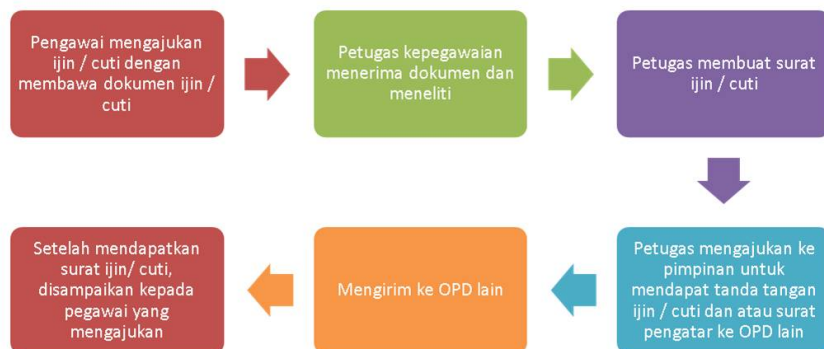 Pengawai mengajukan
ijin / cuti dengan
membawa dokumen ijin /
cuti
Petugas kepegawaian
menerima dokumen dan
meneliti
Petugas membuat surat
ijin / cuti
Petugas mengajukan ke
pimpinan untuk
mendapat tanda tangan
ijin / cuti dan atau surat
pengatar ke OPD lain
Mengirim ke OPD lain
Setelah mendapatkan
surat ijin/ cuti,
disampaikan kepada
pegawai yang
mengajukan